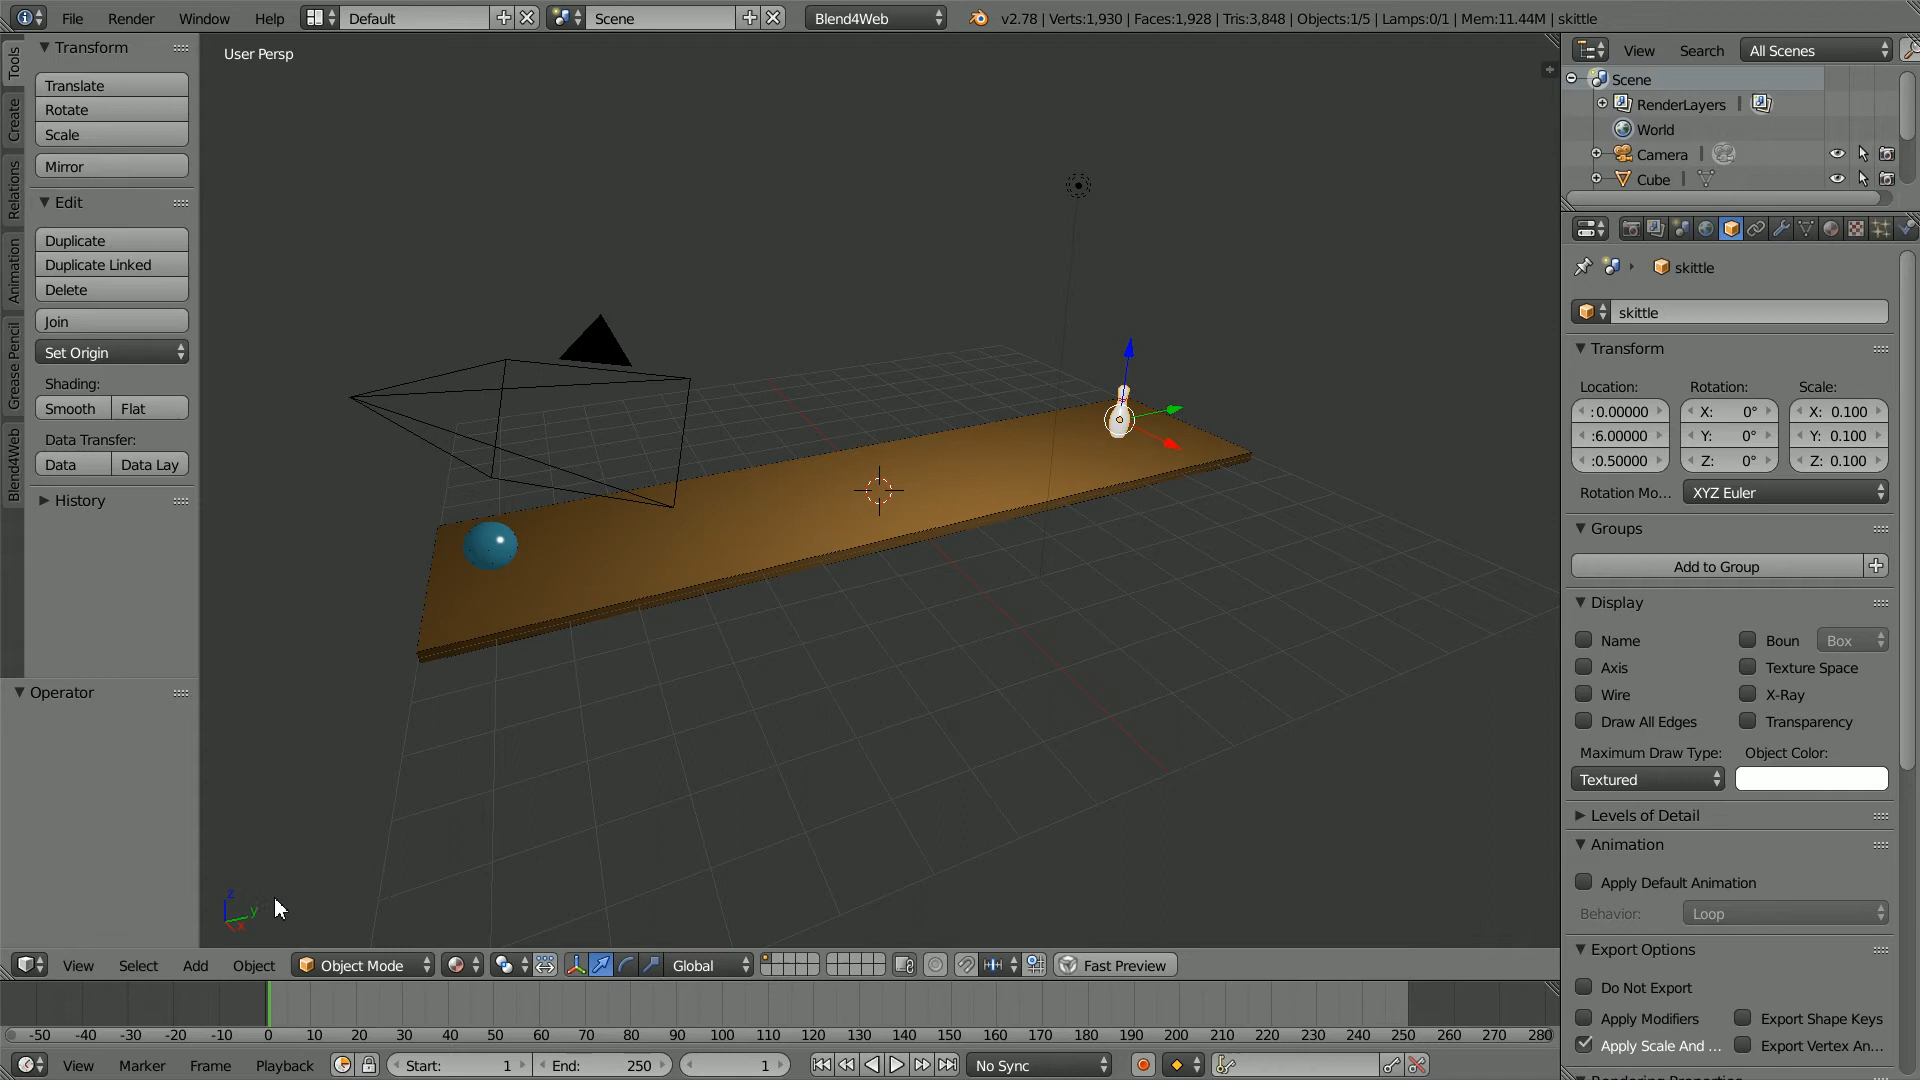 File Render Window Help Default Scene Blend4Web v2.78 | Verts:1,930 | Faces:1,928 | Tris:3,848 | Objects:1/5 | Lamps:0/1 | Mem:11.44M | skittle
Tools
Create
Relations
Animation
Grease Pencil
Blend4Web
Transform
Translate
Rotate
Scale
Mirror
Edit
Duplicate
Duplicate Linked
Delete
Join
Set Origin
Shading:
Smooth Flat
Data Transfer:
Data Data Lay
History
Operator
User Persp
z
y
x
View Search All Scenes
Scene
RenderLayers |
World
Camera |
Cube |
skittle
skittle
Transform
Location: Rotation: Scale:
:0.00000 X: 0° X: 0.100
:6.00000 Y: 0° Y: 0.100
:0.50000 Z: 0° Z: 0.100
Rotation Mo... XYZ Euler
Groups
Add to Group
Display
Name Boun Box
Axis Texture Space
Wire X-Ray
Draw All Edges Transparency
Maximum Draw Type: Object Color:
Textured
Levels of Detail
Animation
Apply Default Animation
Behavior: Loop
Export Options
Do Not Export
Apply Modifiers Export Shape Keys
Apply Scale And ... Export Vertex An...
View Select Add Object Object Mode Global Fast Preview
-50 -40 -30 -20 -10 0 10 20 30 40 50 60 70 80 90 100 110 120 130 140 150 160 170 180 190 200 210 220 230 240 250 260 270 280
View Marker Frame Playback Start: 1 End: 250 1 No Sync